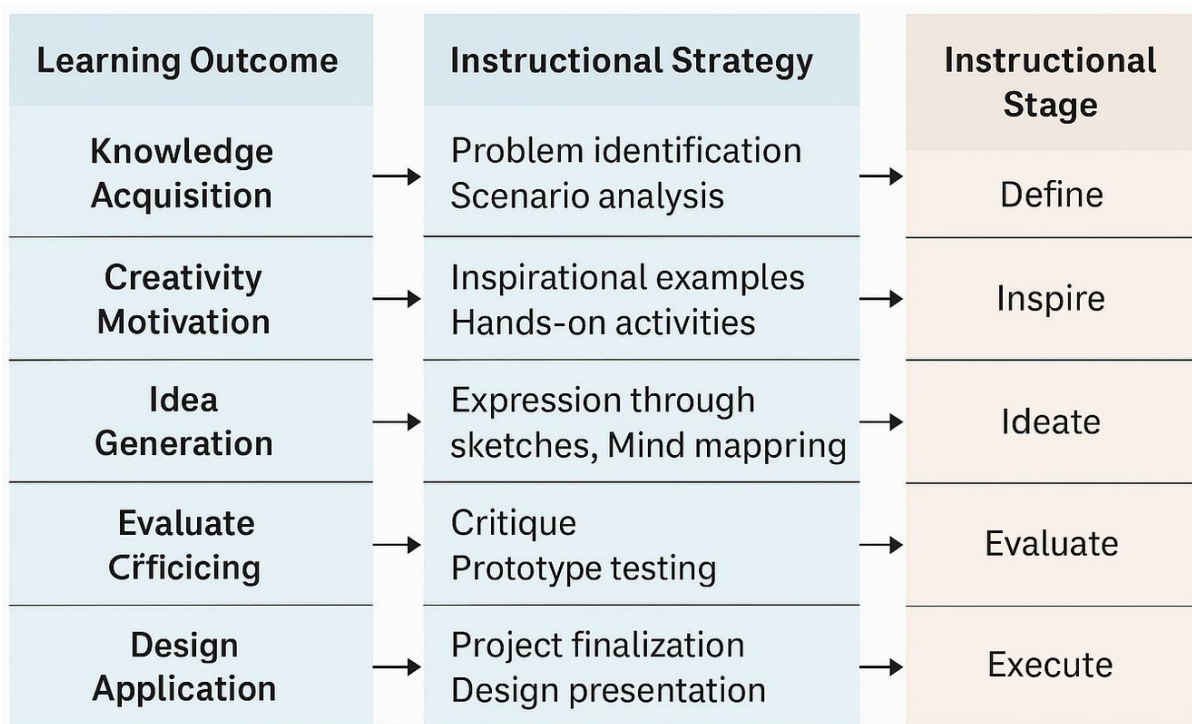 Learning Outcome
Instructional Strategy
Instructional
Stage
Knowledge
Acquisition
Problem identification
Scenario analysis
Define
Creativity
Motivation
Inspirational examples
Hands-on activities
Inspire
Idea
Generation
Expression through
sketches, Mind mappring
Ideate
Evaluate
Critique
Prototype testing
Evaluate
Design
Application
Project finalization
Design presentation
Execute